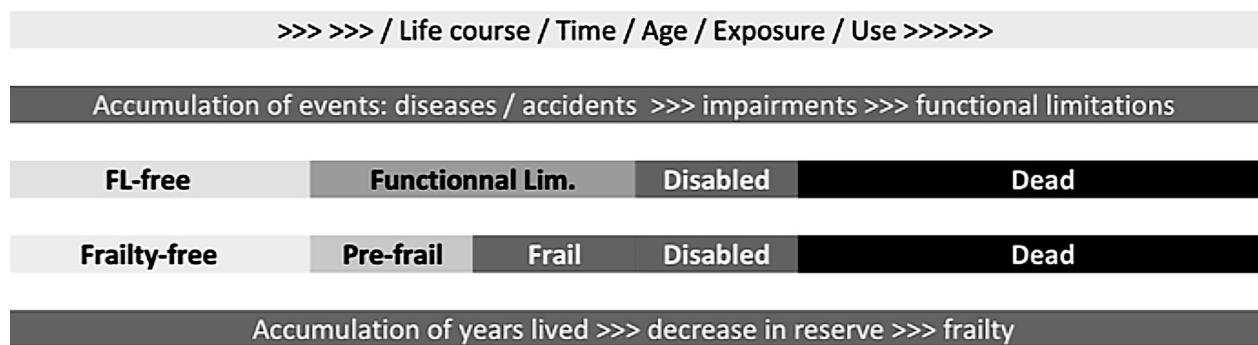 >>> >>> / Life course / Time / Age / Exposure / Use >>>>>>
Accumulation of events: diseases / accidents >>> impairments >>> functional limitations
FL-free Functionnal Lim. Disabled Dead
Frailty-free Pre-frail Frail Disabled Dead
Accumulation of years lived >>> decrease in reserve >>> frailty